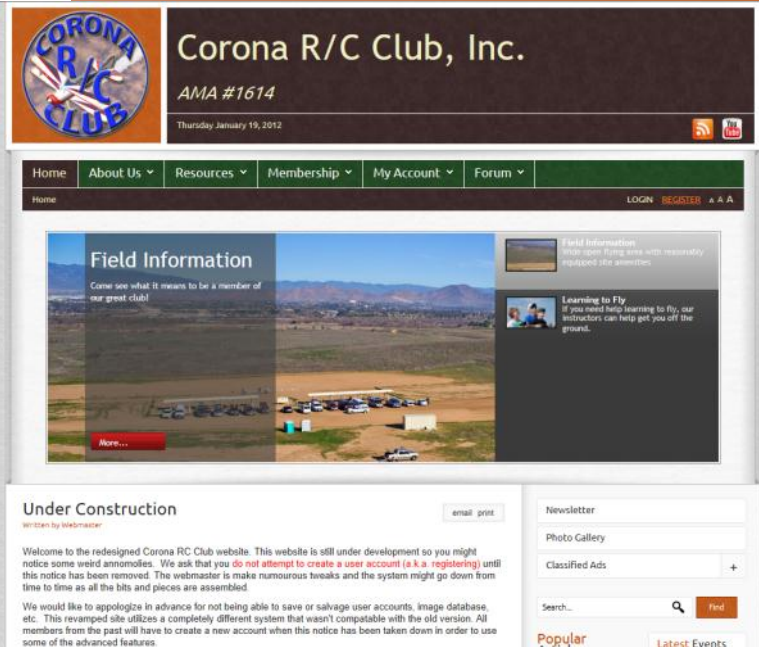 CORONA
R/C
CLUB
Corona R/C Club, Inc.
AMA #1614
Thursday January 19, 2012
You
Tube
Home
About Us
Resources
Membership
My Account
Forum
Home
LOGIN REGISTER A A A
Field Information
Come see what it means to be a member of
our great club!
More...
Field Information
Wide open flying area with reasonably
equipped site amenities
Learning to Fly
If you need help learning to fly, our
instructors can help get you off the
ground.
Under Construction
Written by Webmaster
email print
Welcome to the redesigned Corona RC Club website. This website is still under development so you might
notice some weird annomolies. We ask that you do not attempt to create a user account (a.k.a. registering) until
this notice has been removed. The webmaster is make numourous tweaks and the system might go down from
time to time as all the bits and pieces are assembled.
We would like to appologize in advance for not being able to save or salvage user accounts, image database,
etc. This revamped site utilizes a completely different system that wasn't compatable with the old version. All
members from the past will have to create a new account when this notice has been taken down in order to use
some of the advanced features.
Newsletter
Photo Gallery
Classified Ads +
Search...
Find
Popular
Latest Events